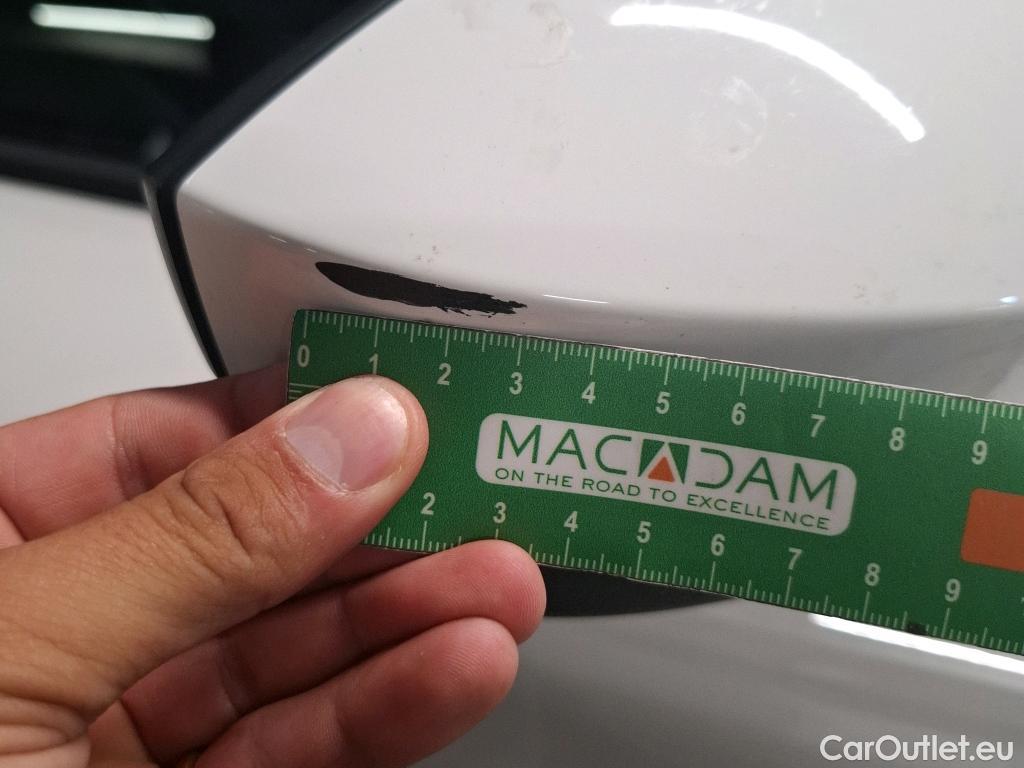 0 1 2 3 4 5 6 7 8 9
MACADAM
ON THE ROAD TO EXCELLENCE
2 3 4 5 6 7 8 9
CarOutlet.eu